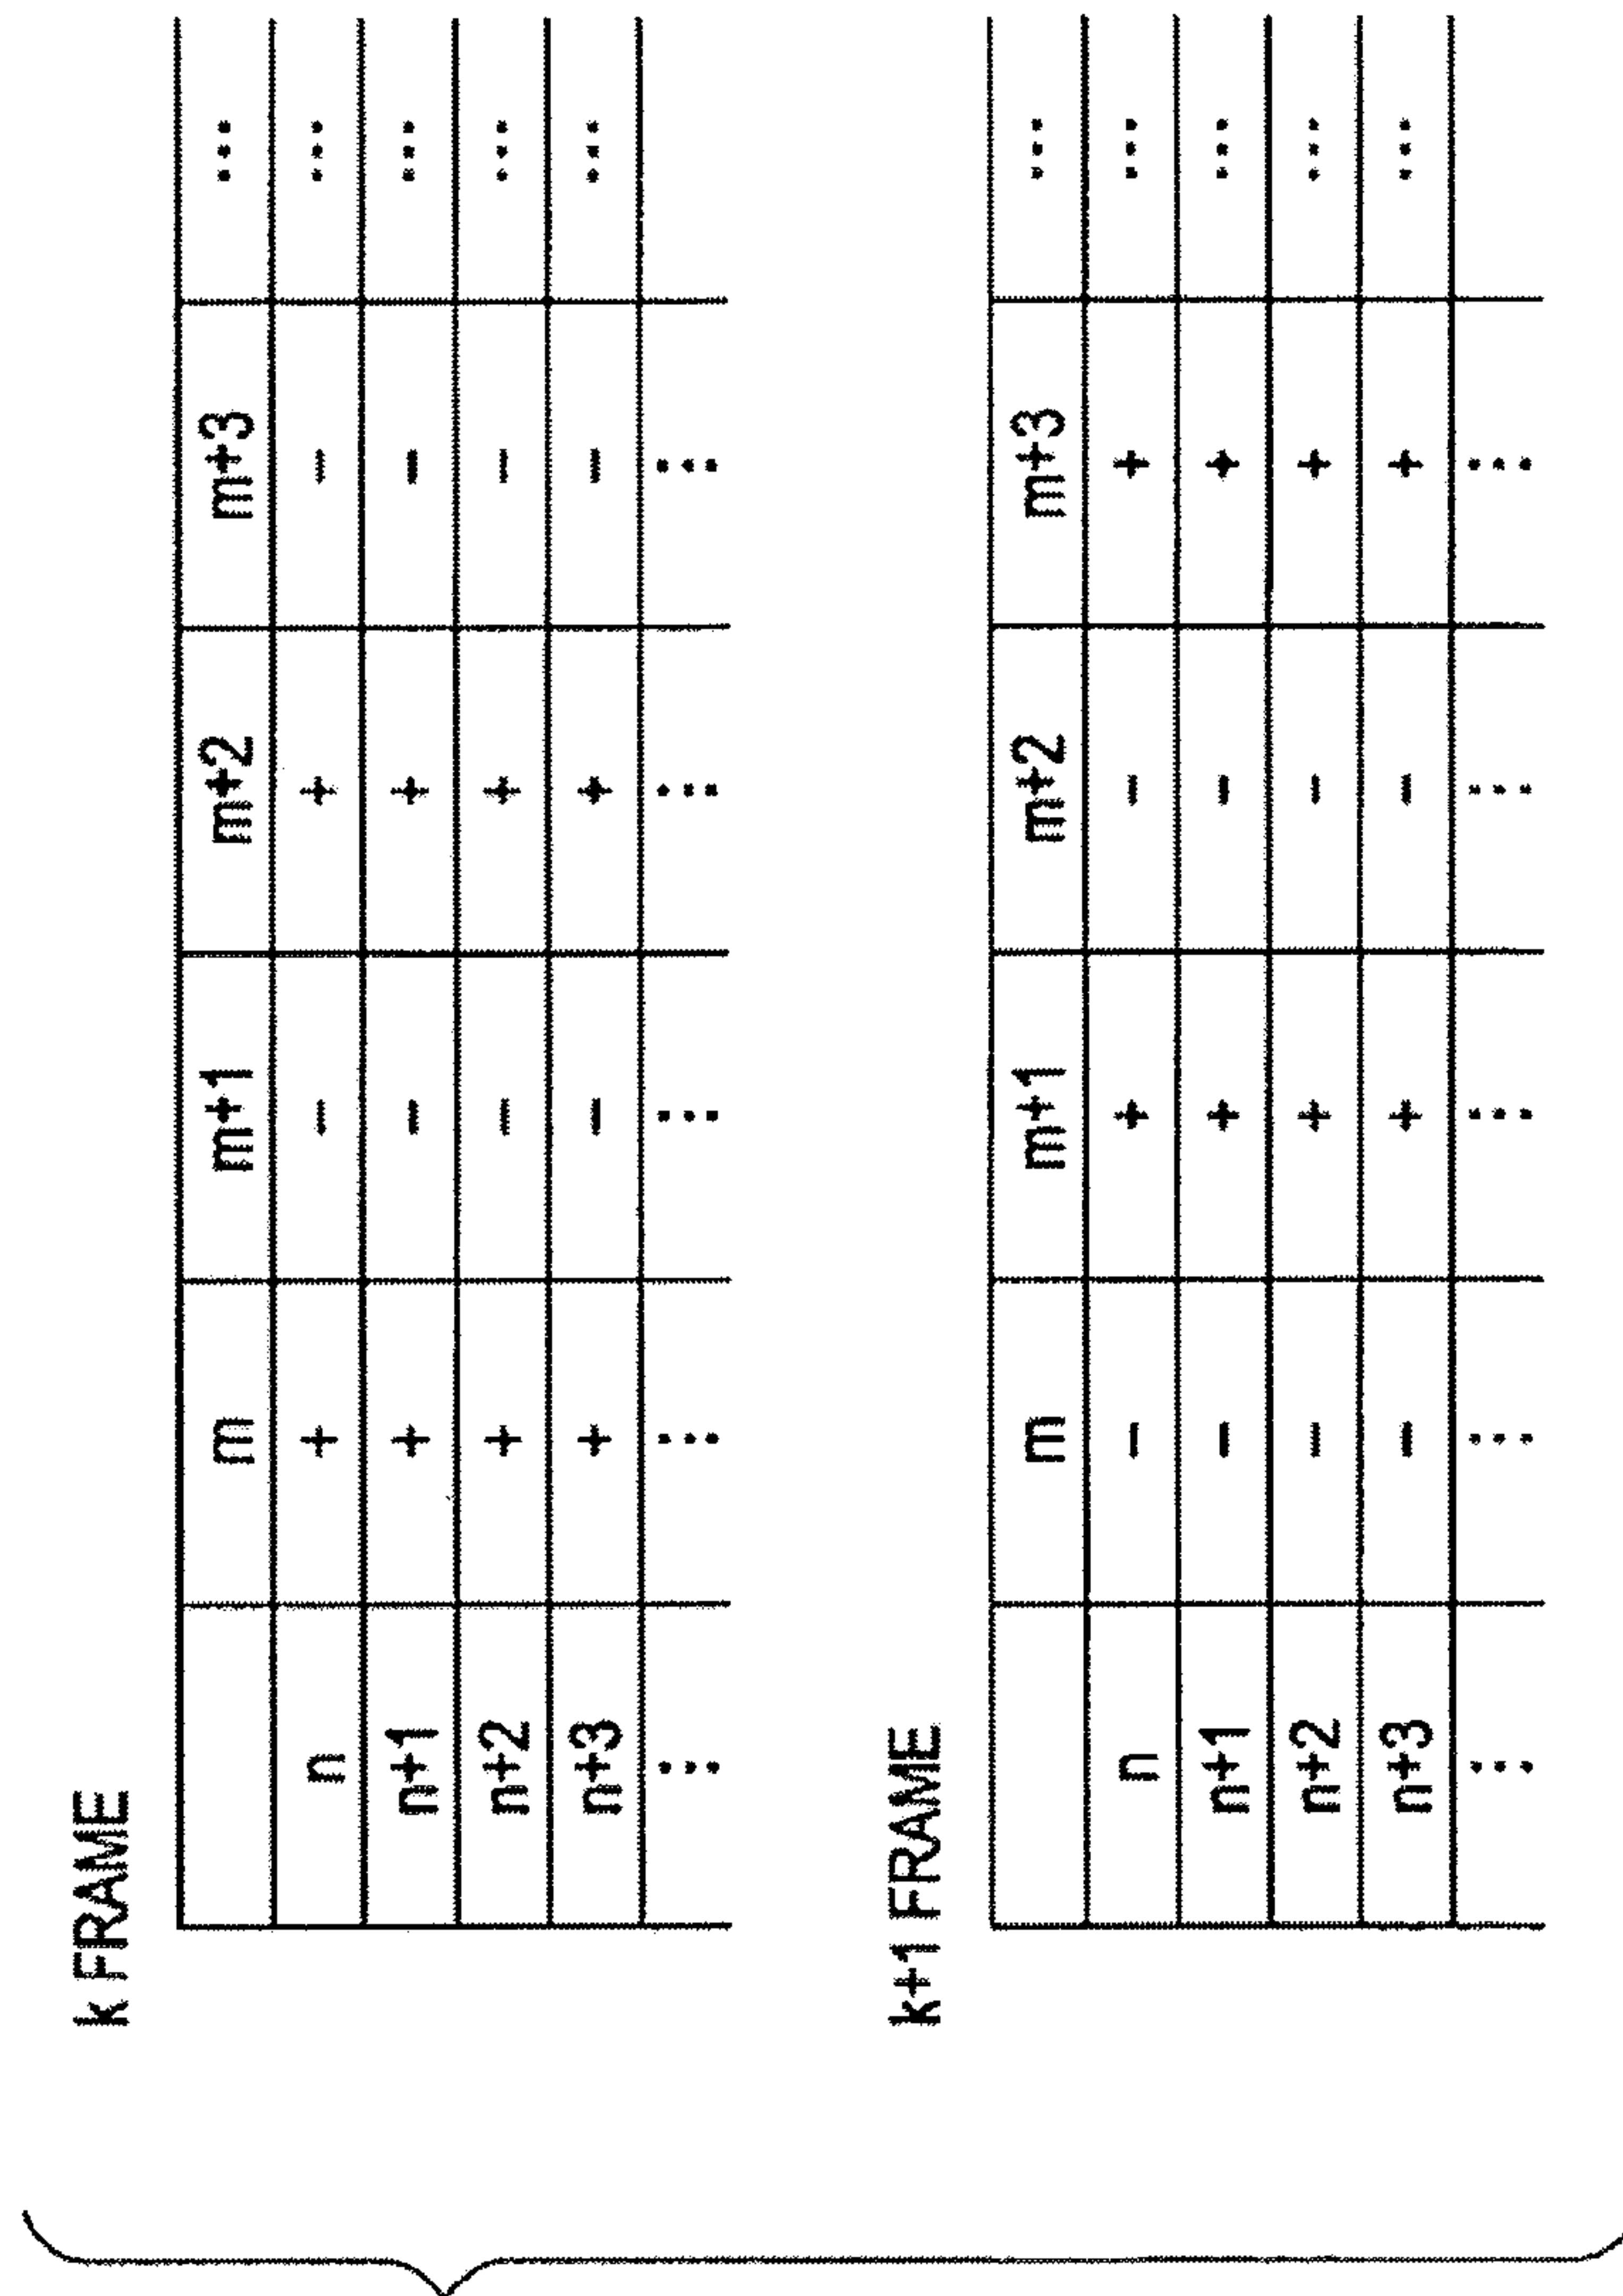 k FRAME
m m+1 m+2 m+3 ...
n + - + - ...
n+1 + - + - ...
n+2 + - + - ...
n+3 + - + - ...
... ... ... ... ...
k+1 FRAME
m m+1 m+2 m+3 ...
n - + - + ...
n+1 - + - + ...
n+2 - + - + ...
n+3 - + - + ...
... ... ... ... ...